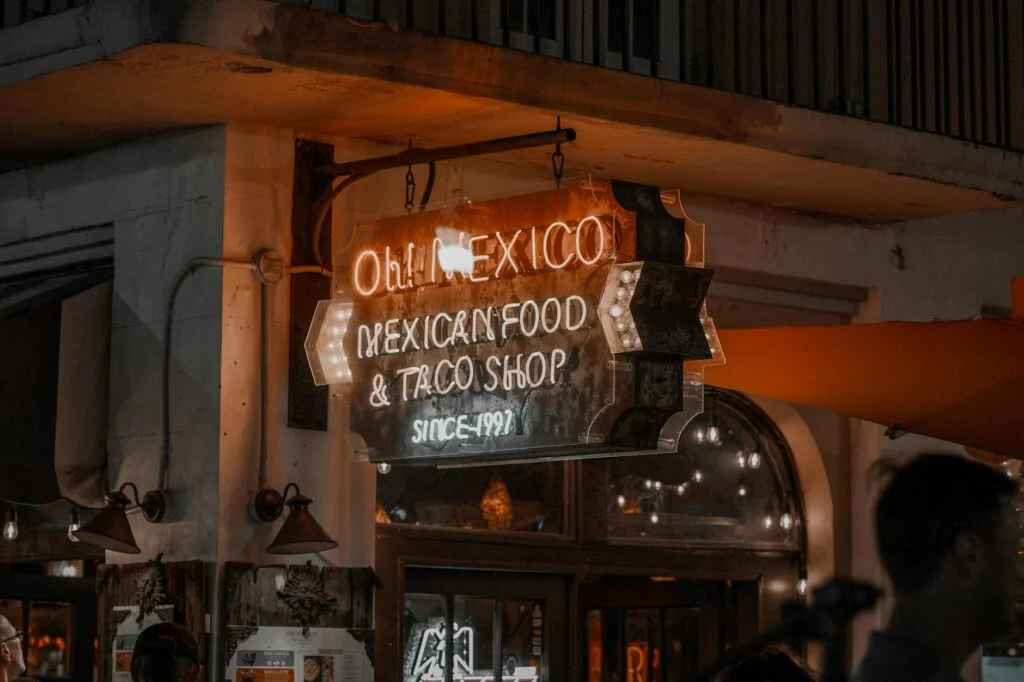 Oh! MEXICO
MEXICAN FOOD
& TACO SHOP
SINCE 1997